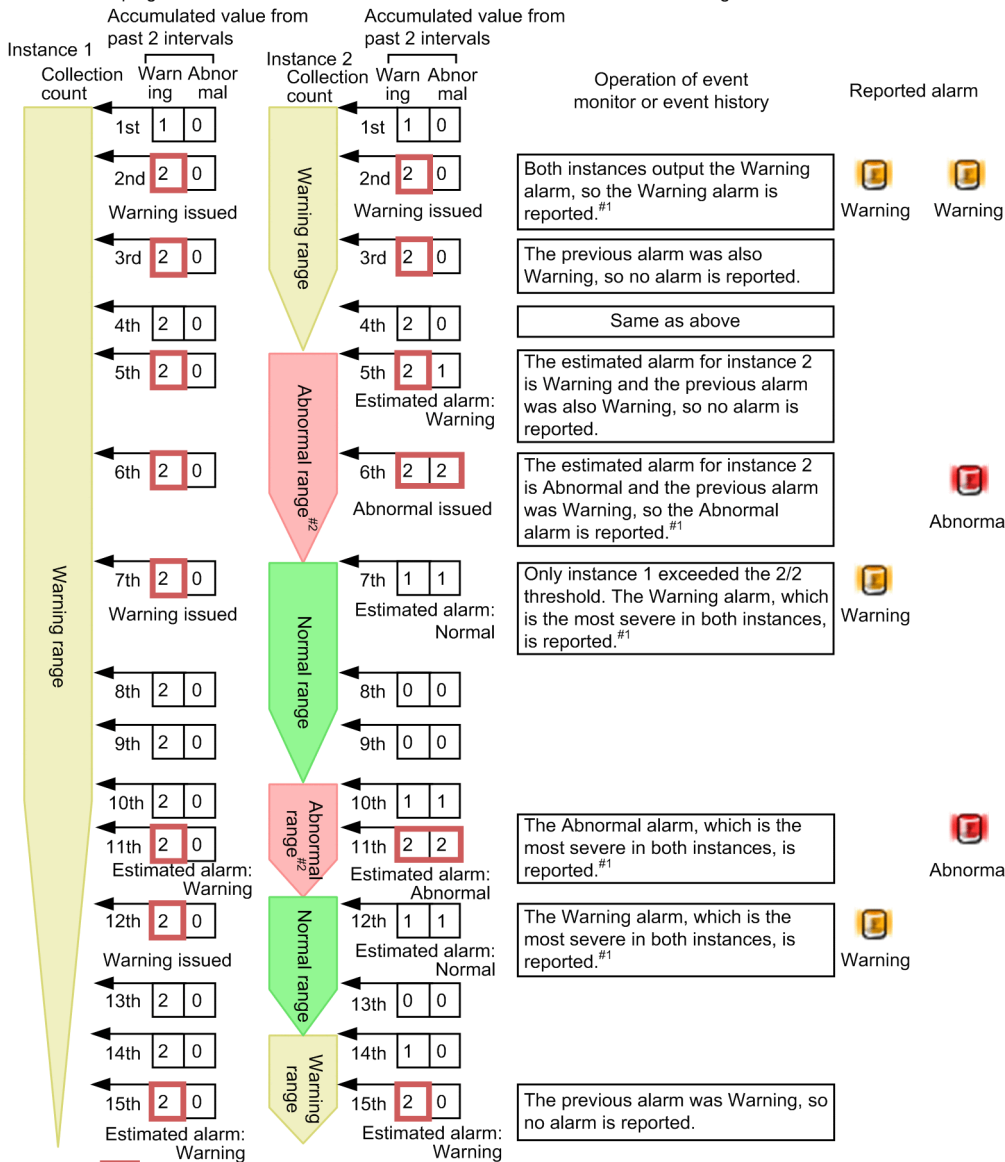 Accumulated value from
past 2 intervals
Accumulated value from
past 2 intervals
Instance 1
Collection
count
Warn
ing
Abnor
mal
Instance 2
Collection
count
Warn
ing
Abnor
mal
Operation of event
monitor or event history
Reported alarm
Warning range
Warning range
1st 1 0
1st 1 0
2nd 2 0
Warning issued
2nd 2 0
Warning issued
Both instances output the Warning
alarm, so the Warning alarm is
reported.#1
Warning
Warning
3rd 2 0
3rd 2 0
The previous alarm was also
Warning, so no alarm is reported.
4th 2 0
4th 2 0
Same as above
Abnormal range#2
5th 2 0
5th 2 1
Estimated alarm:
Warning
The estimated alarm for instance 2
is Warning and the previous alarm
was also Warning, so no alarm is
reported.
6th 2 0
6th 2 2
Abnormal issued
The estimated alarm for instance 2
is Abnormal and the previous alarm
was Warning, so the Abnormal
alarm is reported.#1
Abnorma
Normal range
7th 2 0
Warning issued
7th 1 1
Estimated alarm:
Normal
Only instance 1 exceeded the 2/2
threshold. The Warning alarm, which
is the most severe in both instances,
is reported.#1
Warning
8th 2 0
8th 0 0
9th 2 0
9th 0 0
Abnormal
range#2
10th 2 0
10th 1 1
11th 2 0
Estimated alarm:
Warning
11th 2 2
Estimated alarm:
Abnormal
The Abnormal alarm, which is the
most severe in both instances, is
reported.#1
Abnorma
Normal range
12th 2 0
Warning issued
12th 1 1
Estimated alarm:
Normal
The Warning alarm, which is the
most severe in both instances, is
reported.#1
Warning
13th 2 0
13th 0 0
Warning
range
14th 2 0
14th 1 0
15th 2 0
Estimated alarm:
Warning
15th 2 0
Estimated alarm:
Warning
The previous alarm was Warning, so
no alarm is reported.